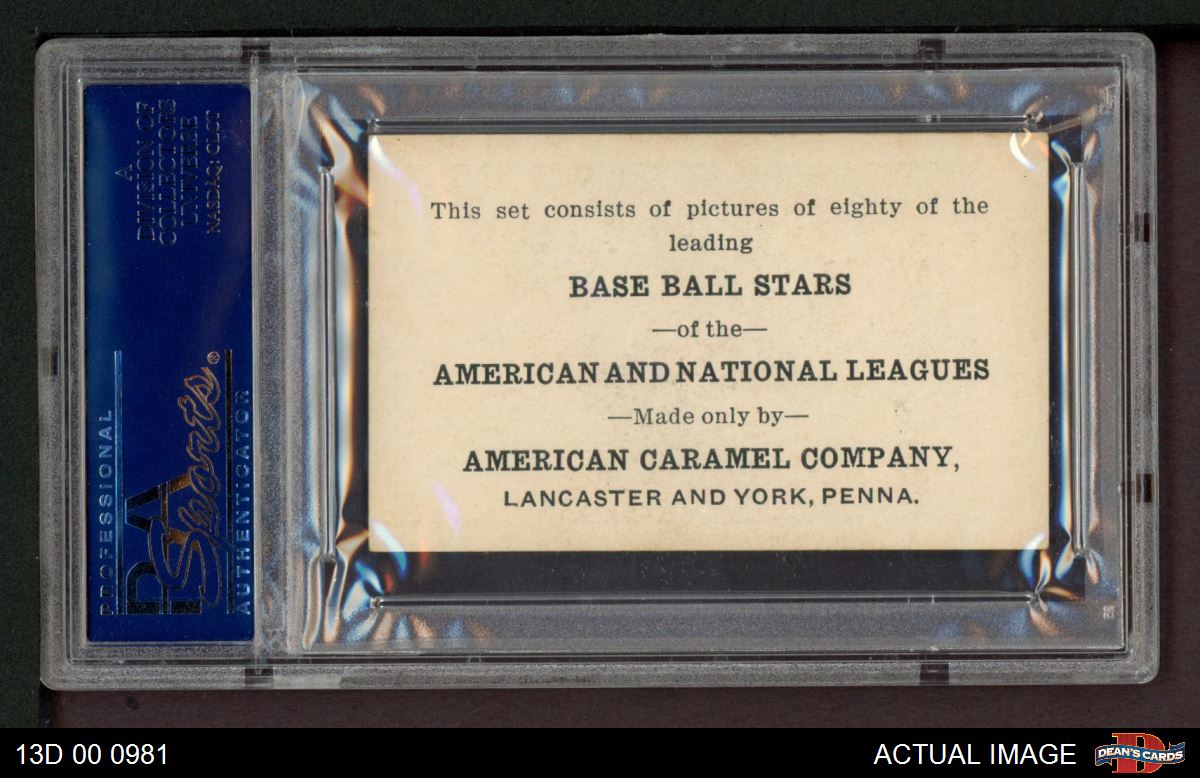 A
DIVISION OF
COLLECTORS
UNIVERSE
NASDAQ: CLCT
PROFESSIONAL
PSA
Sports®
AUTHENTICATOR
This set consists of pictures of eighty of the
leading
BASE BALL STARS
—of the—
AMERICAN AND NATIONAL LEAGUES
—Made only by—
AMERICAN CARAMEL COMPANY,
LANCASTER AND YORK, PENNA.
13D 00 0981
ACTUAL IMAGE
DEAN'S CARDS